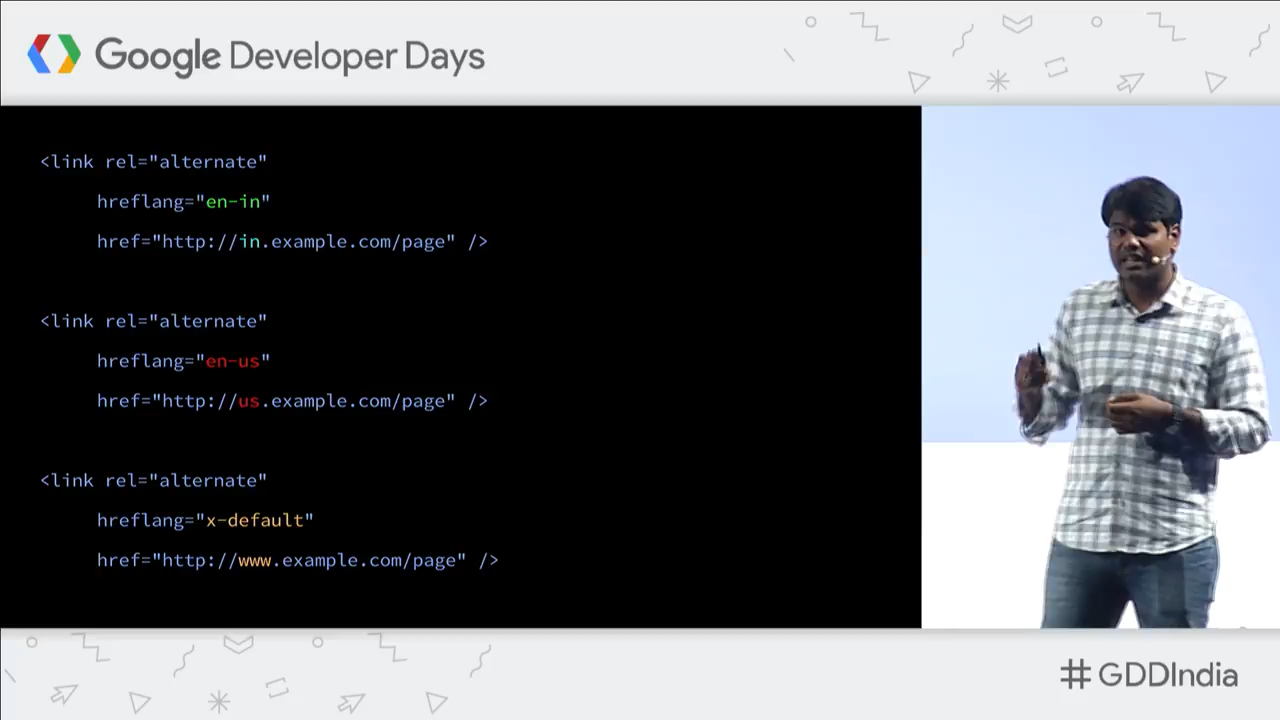 Google Developer Days
<link rel="alternate"
hreflang="en-in"
href="http://in.example.com/page" />
<link rel="alternate"
hreflang="en-us"
href="http://us.example.com/page" />
<link rel="alternate"
hreflang="x-default"
href="http://www.example.com/page" />
#GDDIndia